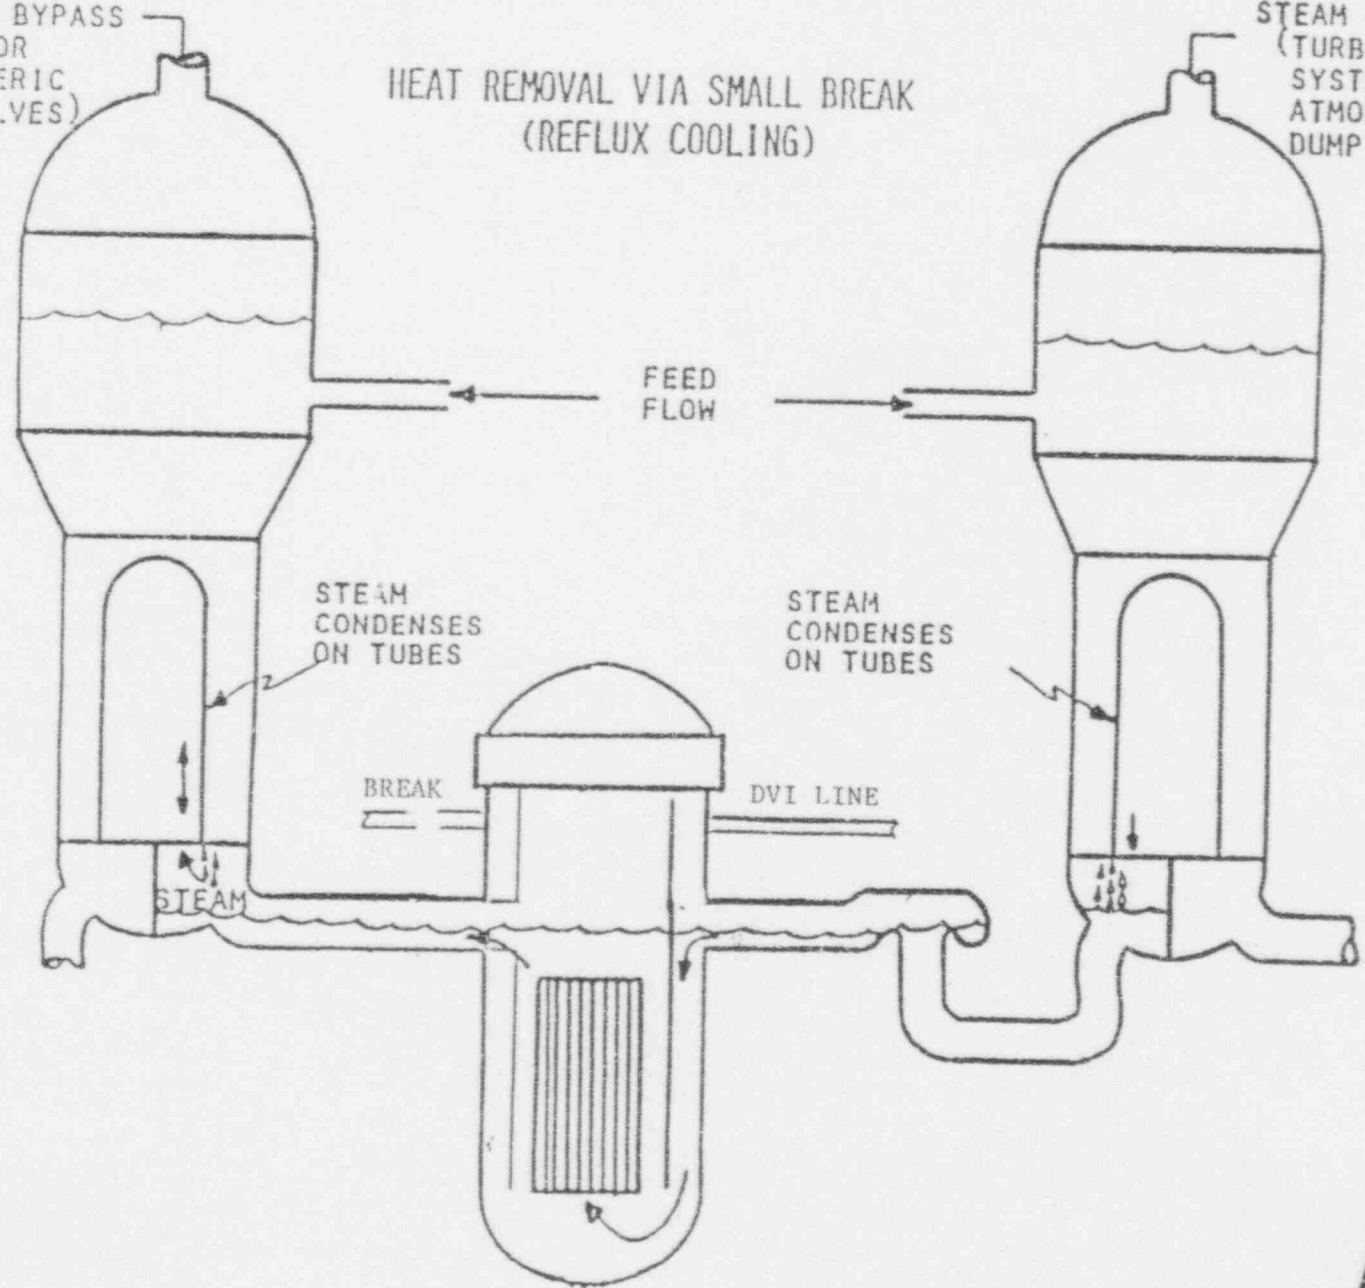 BYPASS
OR
ERIC
LVES)
HEAT REMOVAL VIA SMALL BREAK
(REFLUX COOLING)
STEAM
(TURB
SYST
ATMO
DUMP
FEED
FLOW
STEAM
CONDENSES
ON TUBES
STEAM
CONDENSES
ON TUBES
BREAK
DVI LINE
STEAM